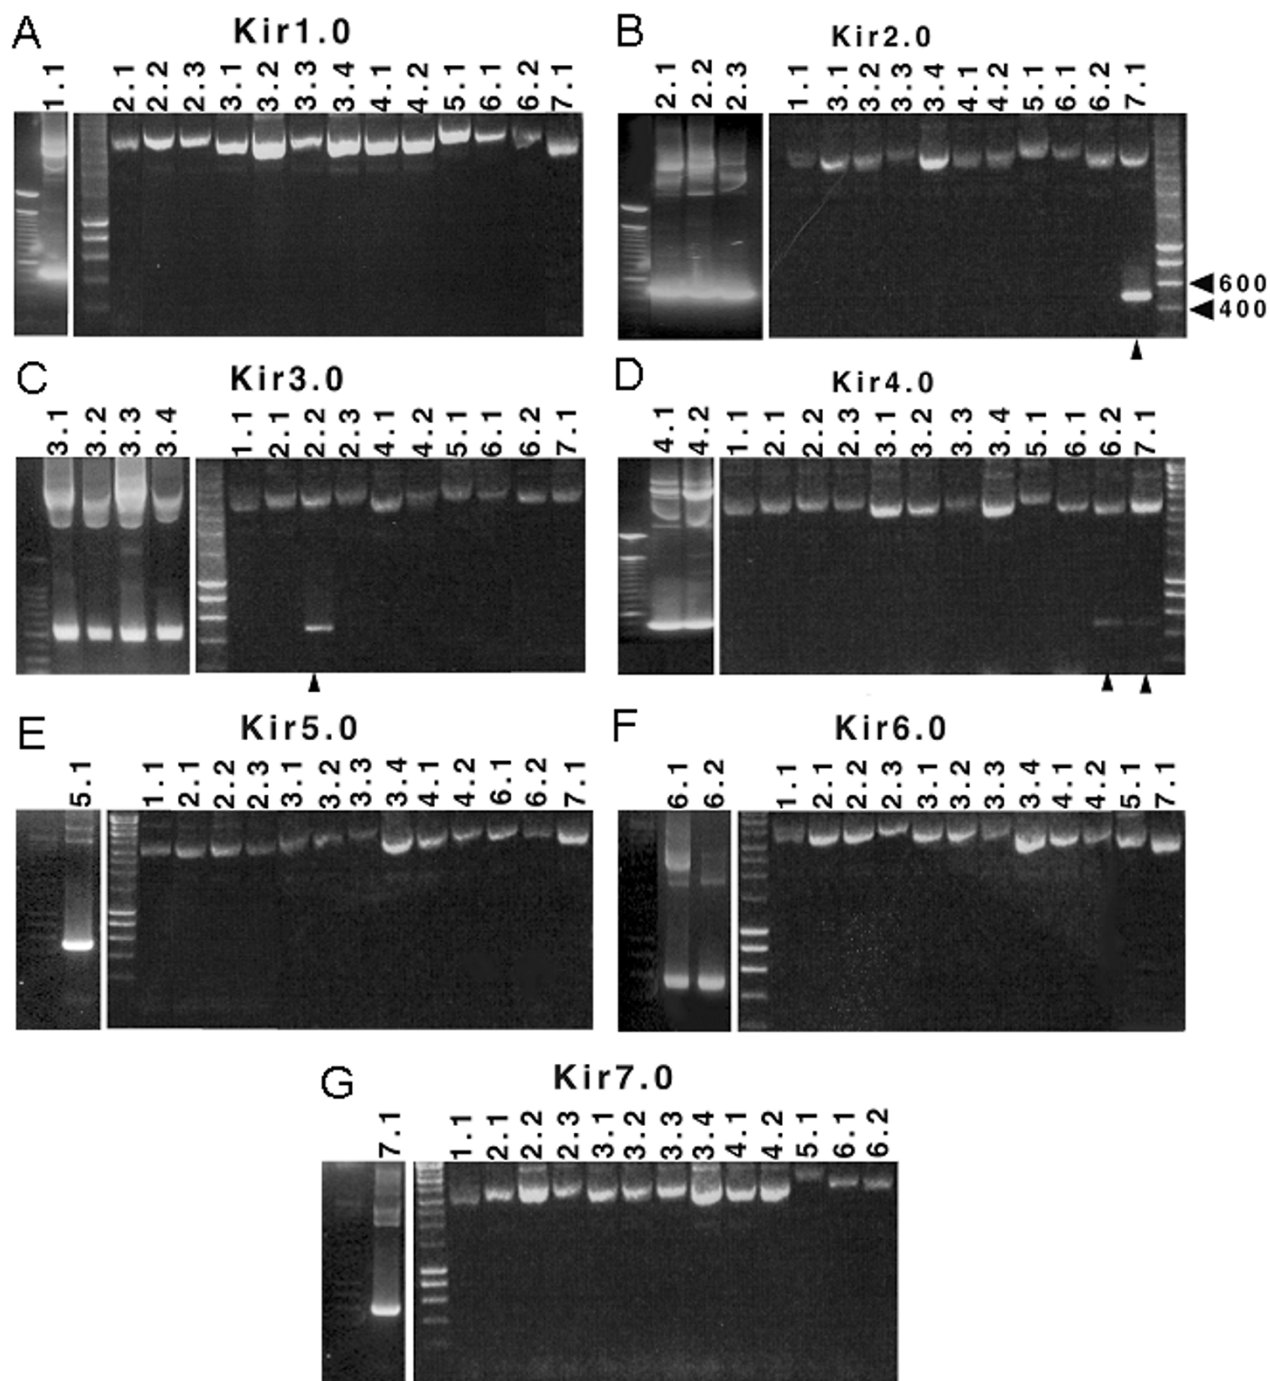 A Kir1.0
1.1 2.1 2.2 2.3 3.1 3.2 3.3 3.4 4.1 4.2 5.1 6.1 6.2 7.1
B Kir2.0
2.1 2.2 2.3 1.1 3.1 3.2 3.3 3.4 4.1 4.2 5.1 6.1 6.2 7.1
600
400
C Kir3.0
3.1 3.2 3.3 3.4 1.1 2.1 2.2 2.3 4.1 4.2 5.1 6.1 6.2 7.1
D Kir4.0
4.1 4.2 1.1 2.1 2.2 2.3 3.1 3.2 3.3 3.4 5.1 6.1 6.2 7.1
E Kir5.0
5.1 1.1 2.1 2.2 2.3 3.1 3.2 3.3 3.4 4.1 4.2 6.1 6.2 7.1
F Kir6.0
6.1 6.2 1.1 2.1 2.2 2.3 3.1 3.2 3.3 3.4 4.1 4.2 5.1 7.1
G Kir7.0
7.1 1.1 2.1 2.2 2.3 3.1 3.2 3.3 3.4 4.1 4.2 5.1 6.1 6.2